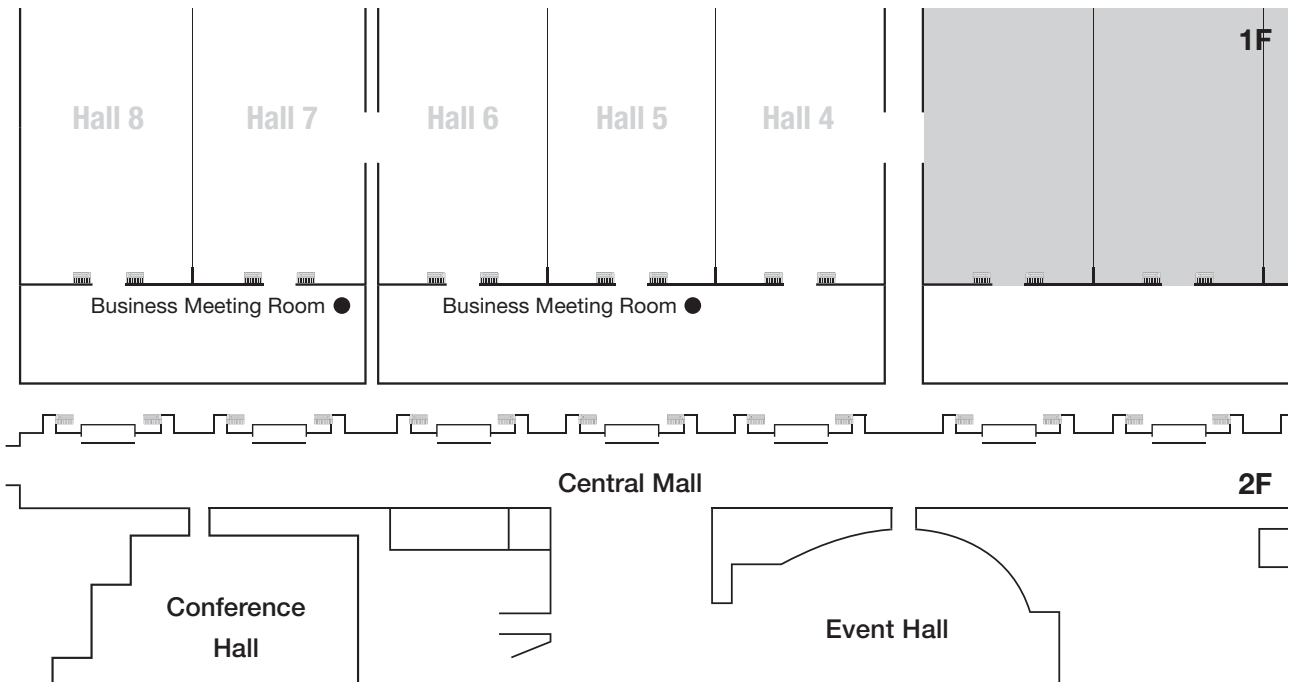 1F
Hall 8
Hall 7
Hall 6
Hall 5
Hall 4
Business Meeting Room
Business Meeting Room
Central Mall
2F
Conference
Hall
Event Hall